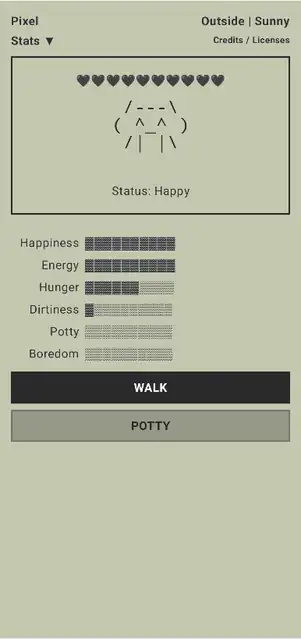 Pixel
Outside | Sunny
Stats ▼
Credits / Licenses
🖤🖤🖤🖤🖤🖤🖤🖤🖤🖤
/---\
( ^_^ )
/| |\
Status: Happy
Happiness ▓▓▓▓▓▓▓▓▓▓
Energy ▓▓▓▓▓▓▓▓▓▓
Hunger ▓▓▓▓▓▓░░░░
Dirtiness ▓░░░░░░░░░
Potty ░░░░░░░░░░
Boredom ░░░░░░░░░░
WALK
POTTY